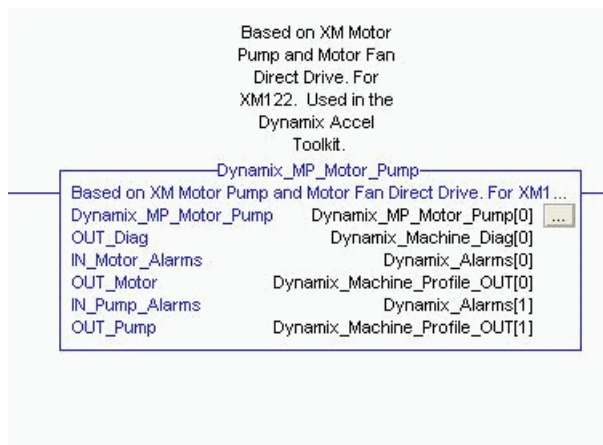 Based on XM Motor
Pump and Motor Fan
Direct Drive. For
XM122. Used in the
Dynamix Accel
Toolkit.
Dynamix_MP_Motor_Pump
Based on XM Motor Pump and Motor Fan Direct Drive. For XM1...
Dynamix_MP_Motor_Pump Dynamix_MP_Motor_Pump[0] ...
OUT_Diag Dynamix_Machine_Diag[0]
IN_Motor_Alarms Dynamix_Alarms[0]
OUT_Motor Dynamix_Machine_Profile_OUT[0]
IN_Pump_Alarms Dynamix_Alarms[1]
OUT_Pump Dynamix_Machine_Profile_OUT[1]